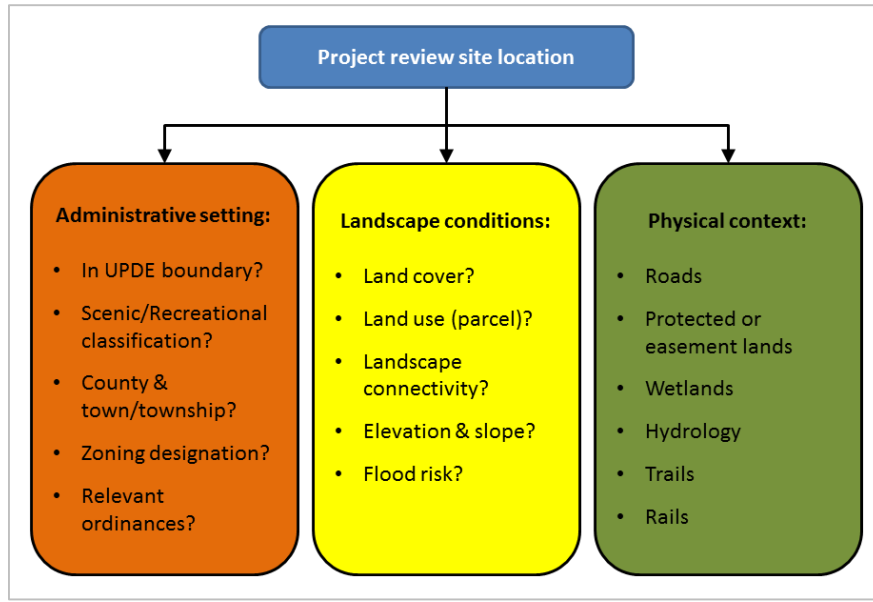 Project review site location
Administrative setting:
• In UPDE boundary?
• Scenic/Recreational
classification?
• County &
town/township?
• Zoning designation?
• Relevant
ordinances?
Landscape conditions:
• Land cover?
• Land use (parcel)?
• Landscape
connectivity?
• Elevation & slope?
• Flood risk?
Physical context:
• Roads
• Protected or
easement lands
• Wetlands
• Hydrology
• Trails
• Rails